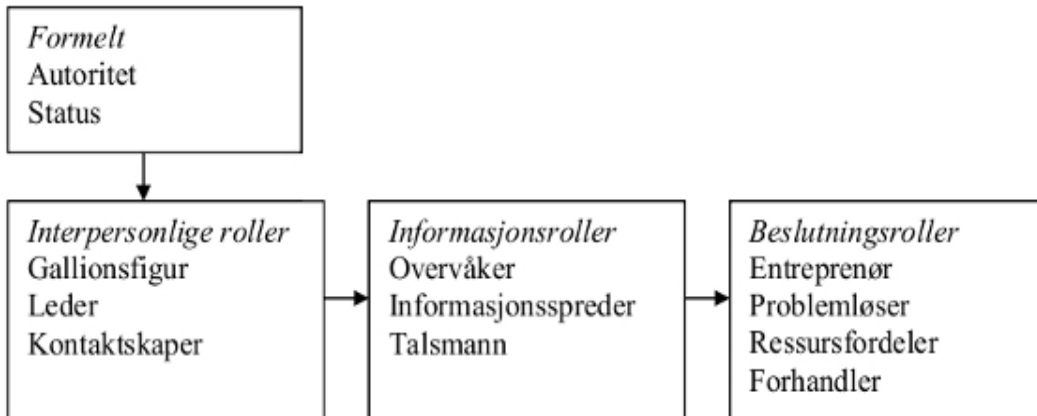 Formelt
Autoritet
Status
Interpersonlige roller
Gallionsfigur
Leder
Kontaktskaper
Informasjonsroller
Overvåker
Informasjonsspreder
Talsmann
Beslutningsroller
Entreprenør
Problemløser
Ressursfordeler
Forhandler